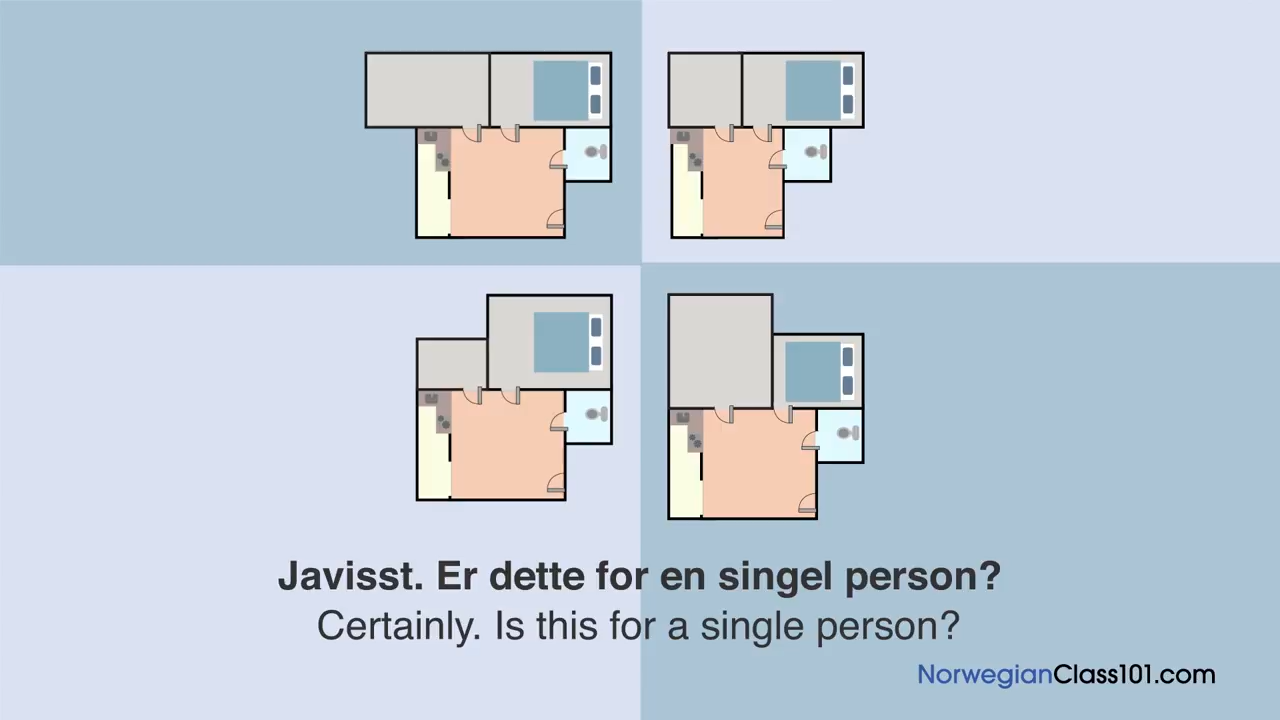 Javisst. Er dette for en singel person?
Certainly. Is this for a single person?
NorwegianClass101.com